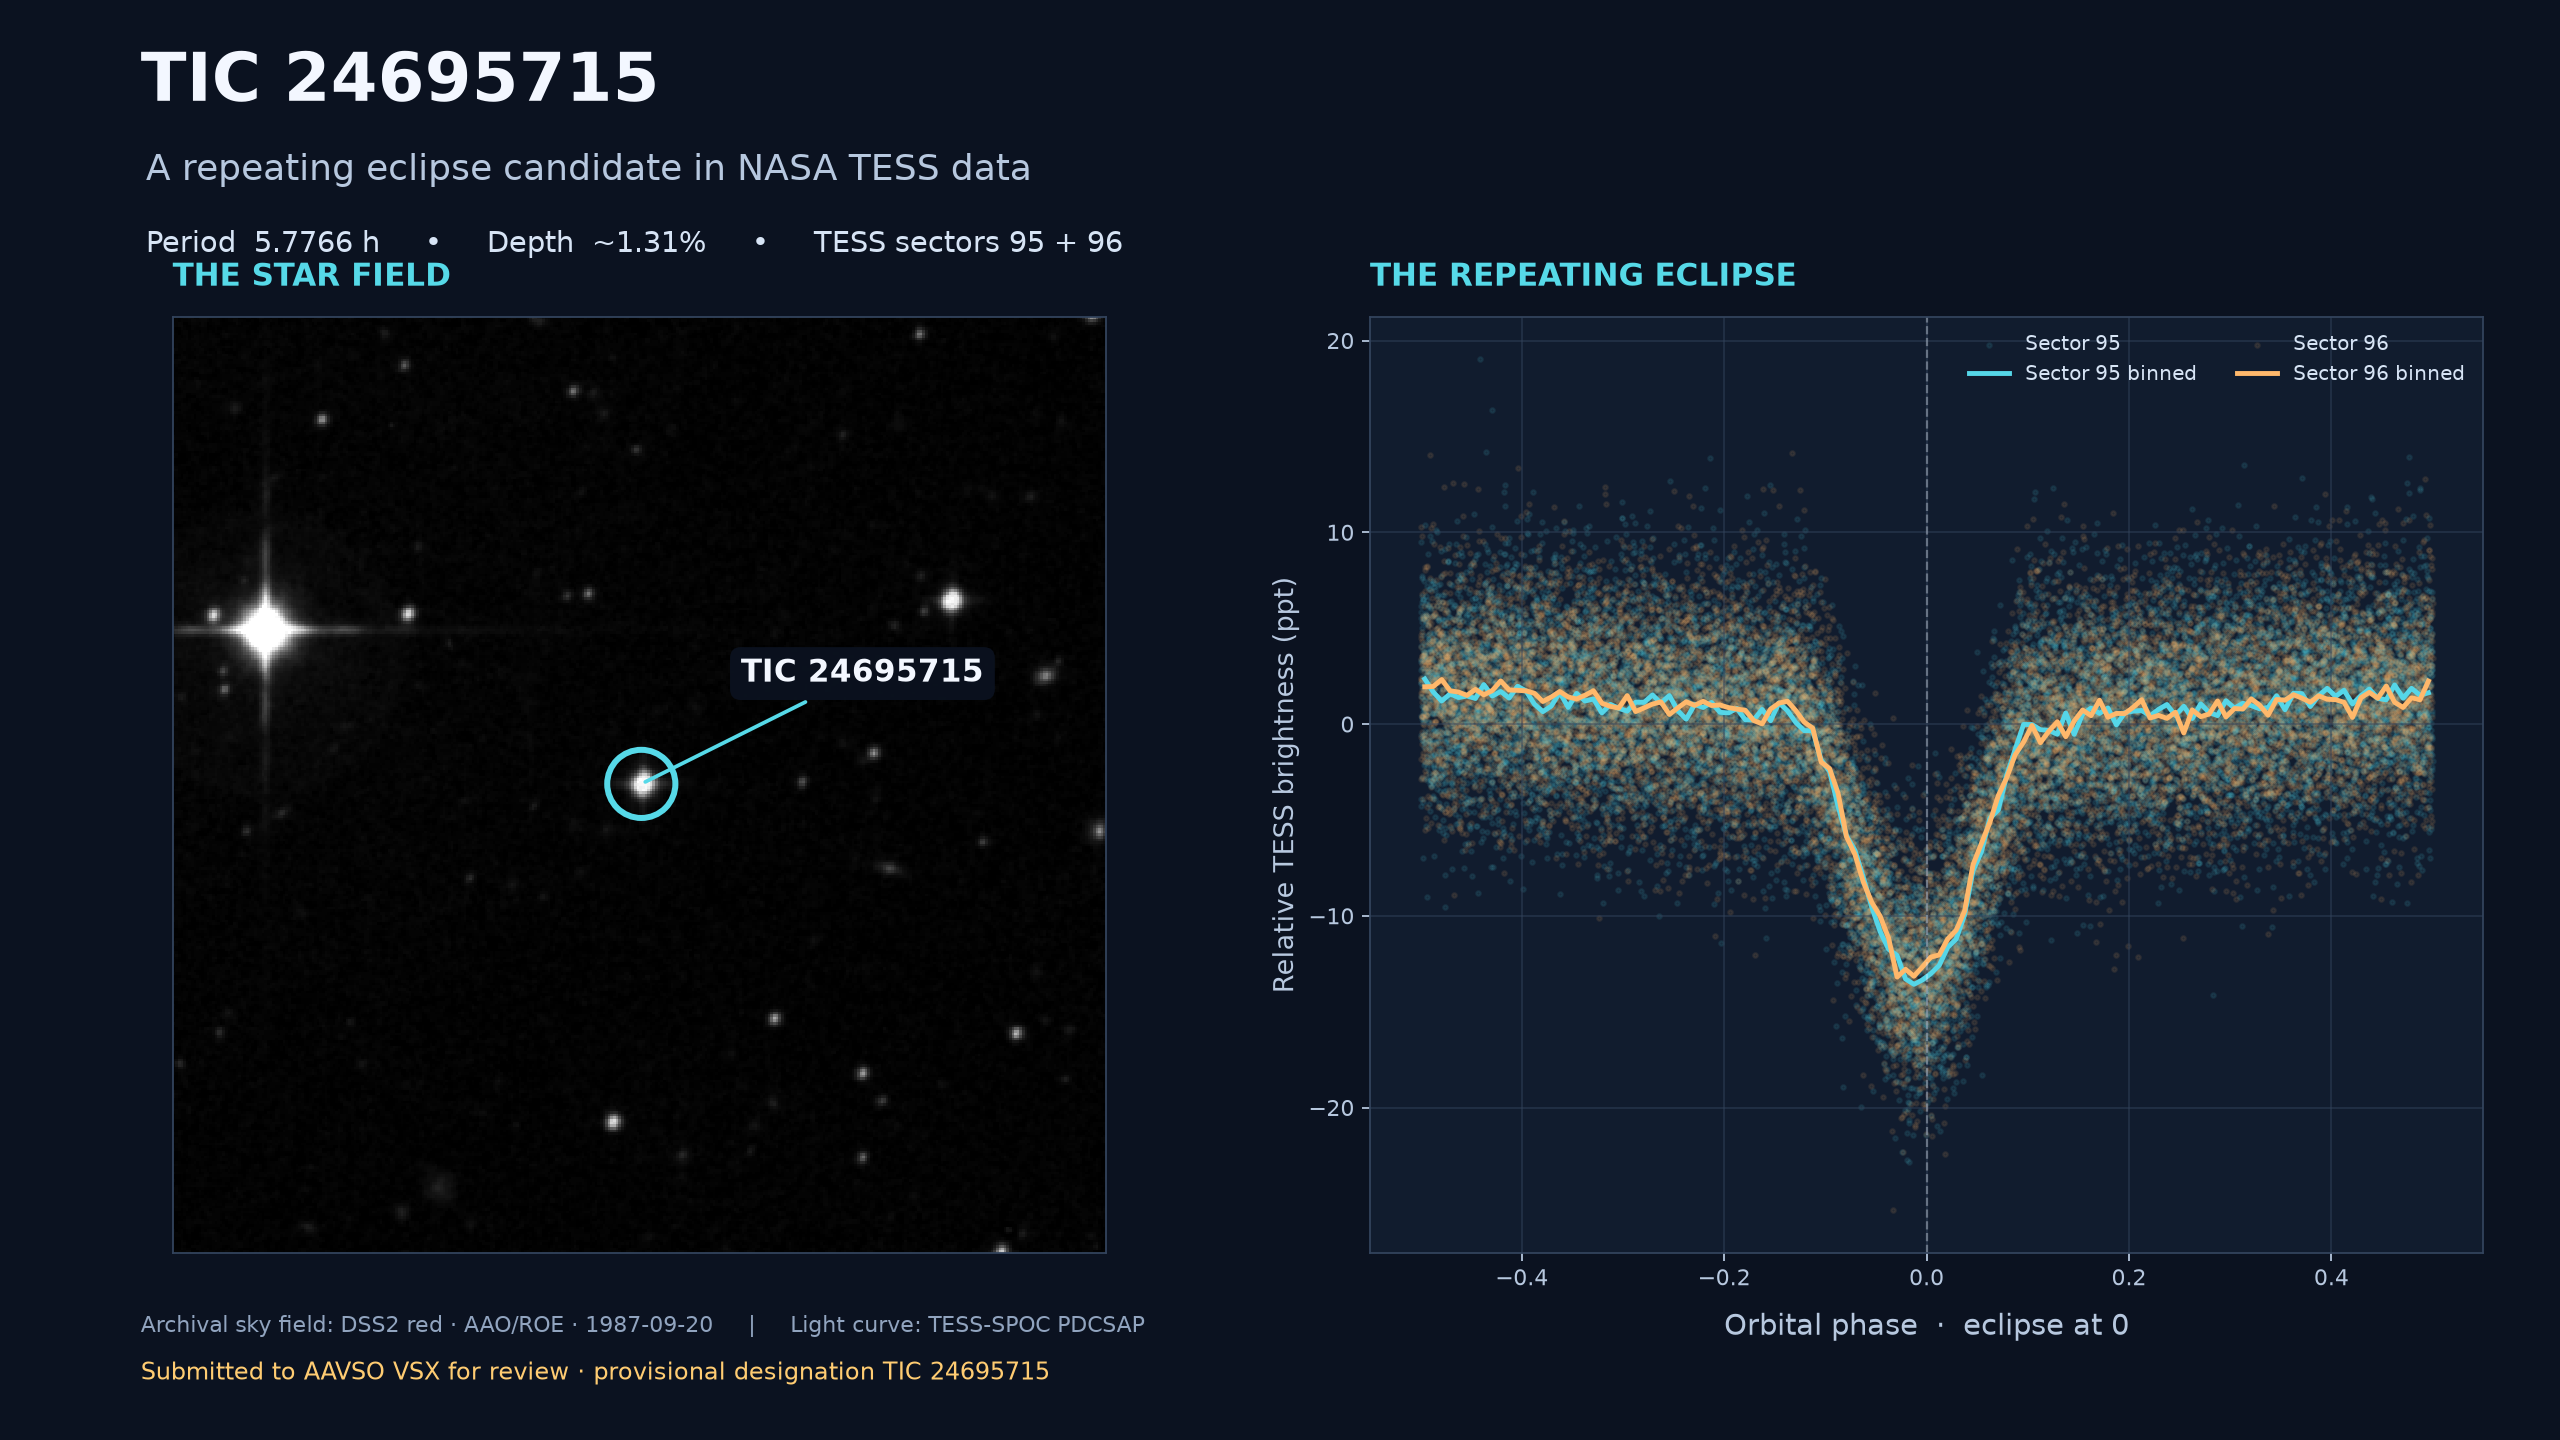 TIC 24695715
A repeating eclipse candidate in NASA TESS data
Period 5.7766 h • Depth ~1.31% • TESS sectors 95 + 96
THE STAR FIELD
TIC 24695715
THE REPEATING ECLIPSE
Sector 95
Sector 96
Sector 95 binned
Sector 96 binned
Relative TESS brightness (ppt)
20
10
0
−10
−20
−0.4
−0.2
0.0
0.2
0.4
Orbital phase · eclipse at 0
Archival sky field: DSS2 red · AAO/ROE · 1987-09-20 | Light curve: TESS-SPOC PDCSAP
Submitted to AAVSO VSX for review · provisional designation TIC 24695715